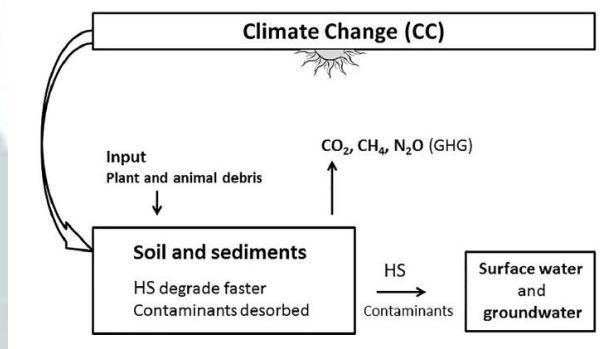 Climate Change (CC)
CO₂, CH₄, N₂O (GHG)
Input
Plant and animal debris
Soil and sediments
HS degrade faster
Contaminants desorbed
HS
Contaminants
Surface water
and
groundwater